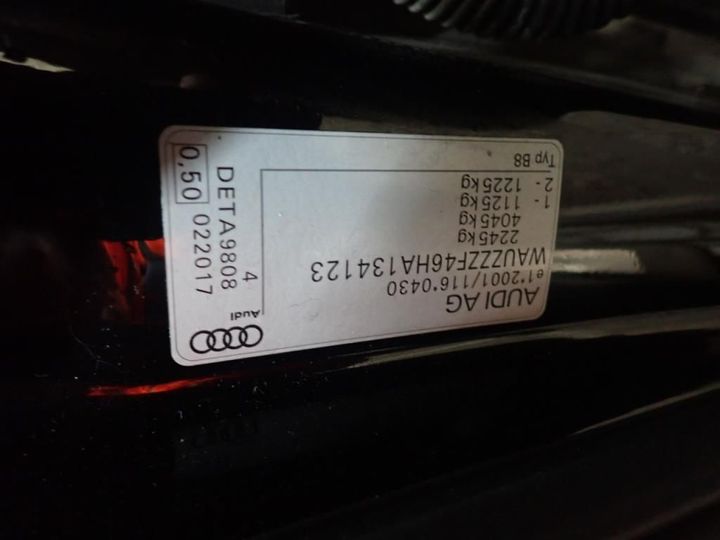 AUDI AG
e1*2001/116*0430
WAUZZZF46HA134123
2245kg
4045kg
1 - 1125kg
2 - 1225kg
Typ B8
Audi
4
DETA9808
0,50 022017